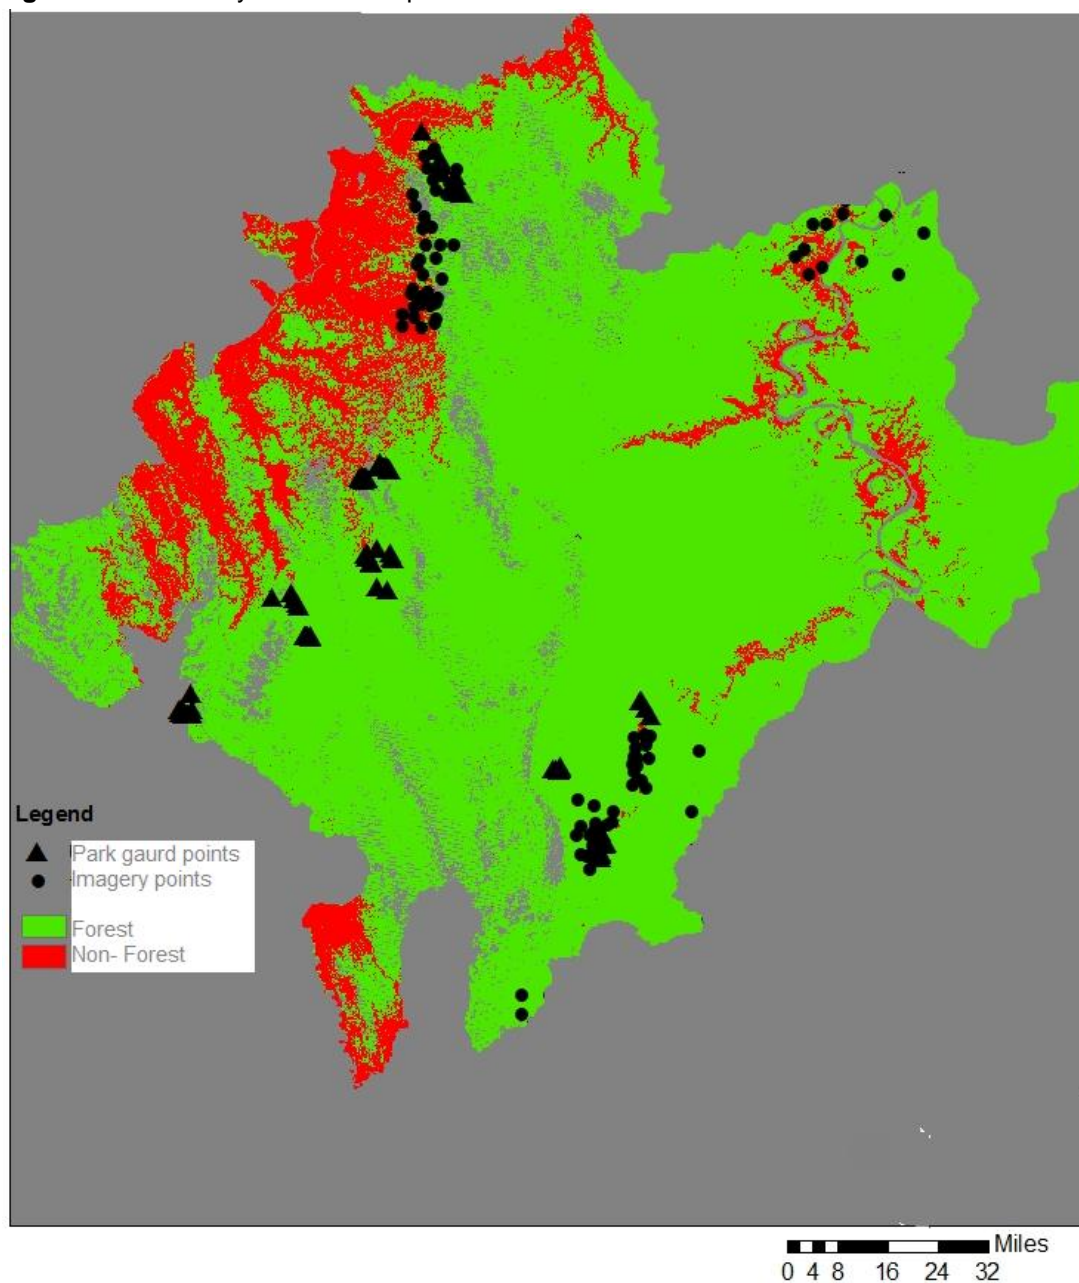 Legend
Park gaurd points
Imagery points
Forest
Non- Forest
Miles
0 4 8 16 24 32